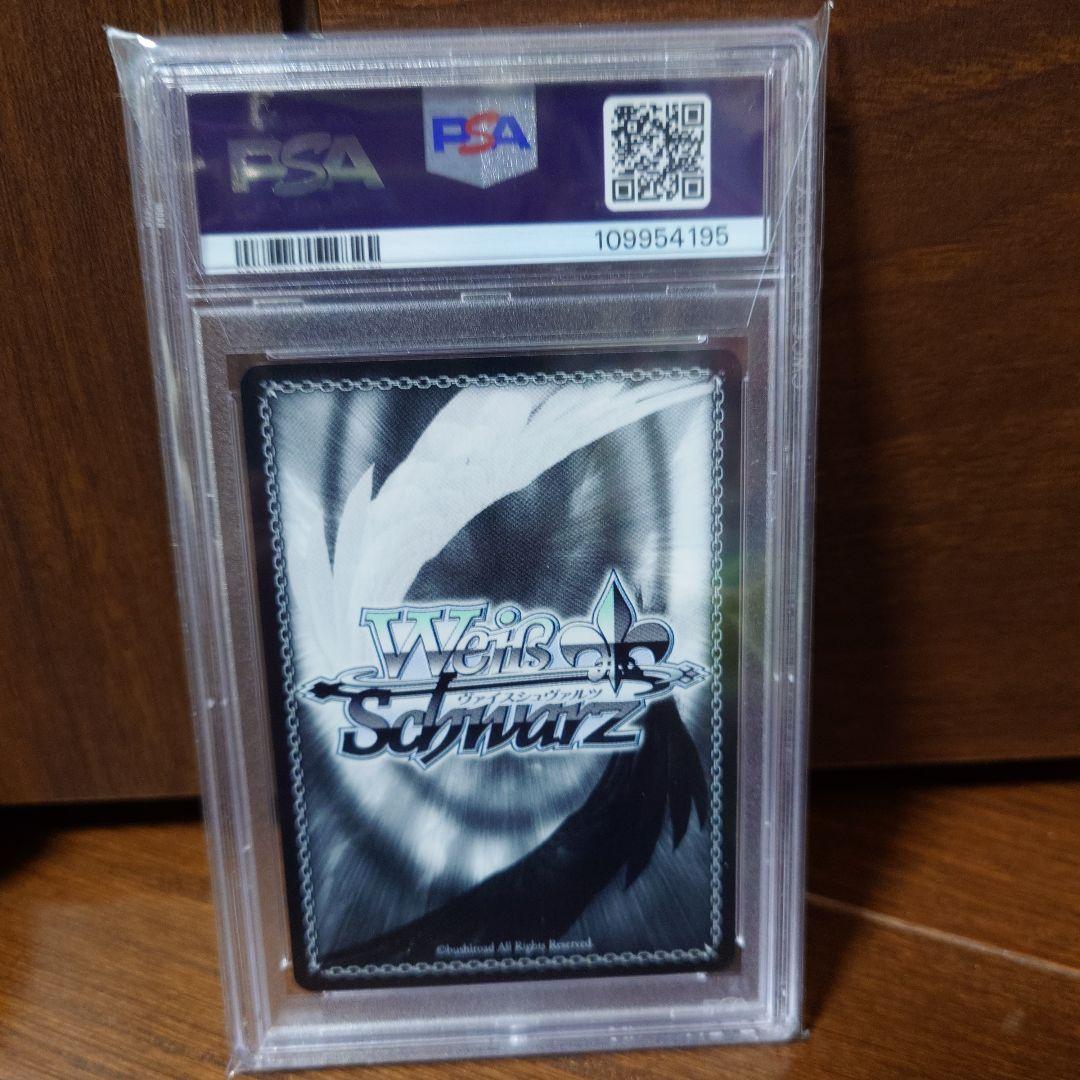 PSA PSA
109954195
Weiß
ヴァイスシュヴァルツ
Schwarz
©bushiroad All Rights Reserved